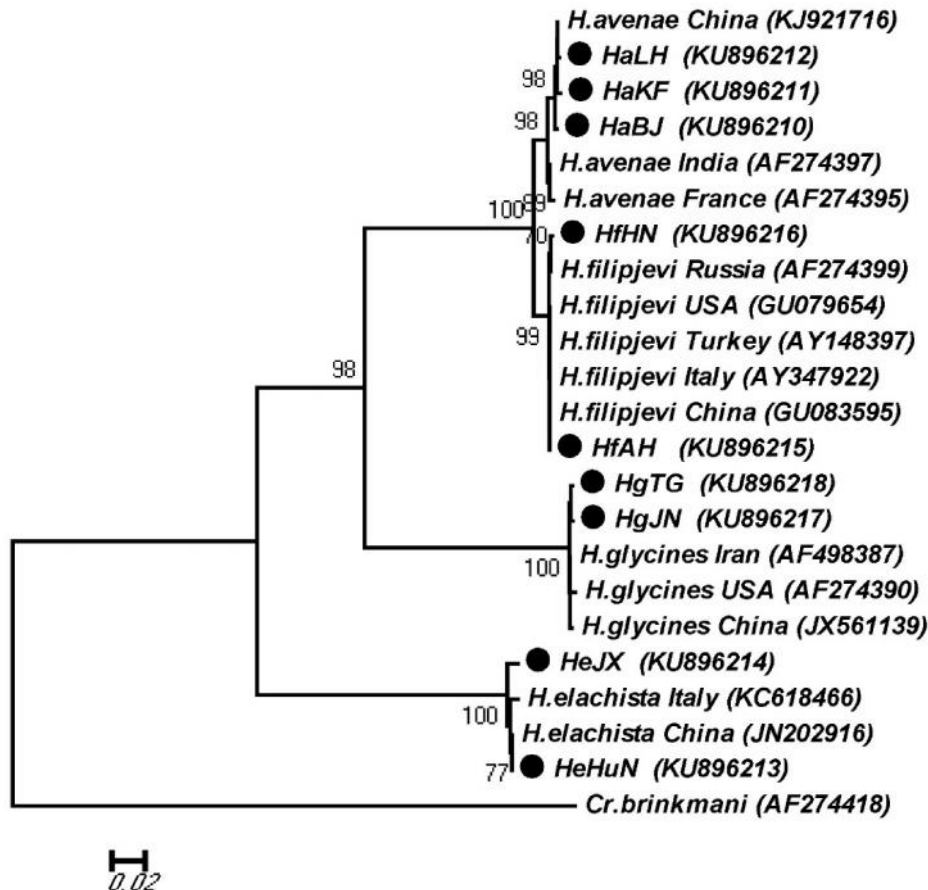 H.avenae China (KJ921716)
HaLH (KU896212)
98
HaKF (KU896211)
98
HaBJ (KU896210)
H.avenae India (AF274397)
H.avenae France (AF274395)
100
89
70
HfHN (KU896216)
H.filipjevi Russia (AF274399)
H.filipjevi USA (GU079654)
99
H.filipjevi Turkey (AY148397)
98
H.filipjevi Italy (AY347922)
H.filipjevi China (GU083595)
HfAH (KU896215)
HgTG (KU896218)
HgJN (KU896217)
H.glycines Iran (AF498387)
100
H.glycines USA (AF274390)
H.glycines China (JX561139)
HeJX (KU896214)
H.elachista Italy (KC618466)
100
H.elachista China (JN202916)
77
HeHuN (KU896213)
Cr.brinkmani (AF274418)
0.02